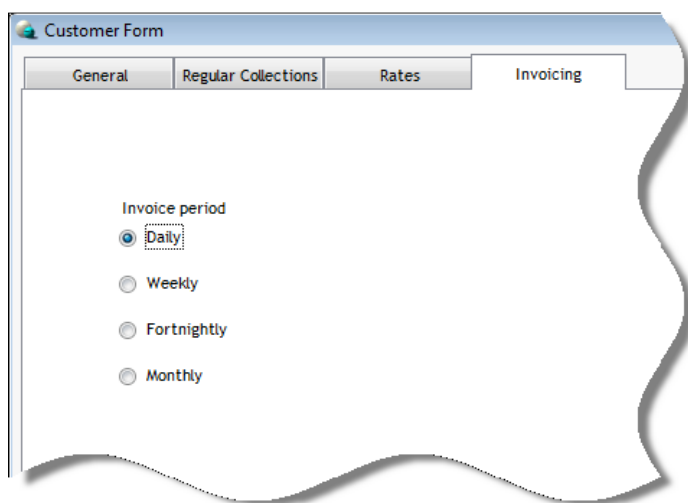 Customer Form
General Regular Collections Rates Invoicing
Invoice period
Daily
Weekly
Fortnightly
Monthly